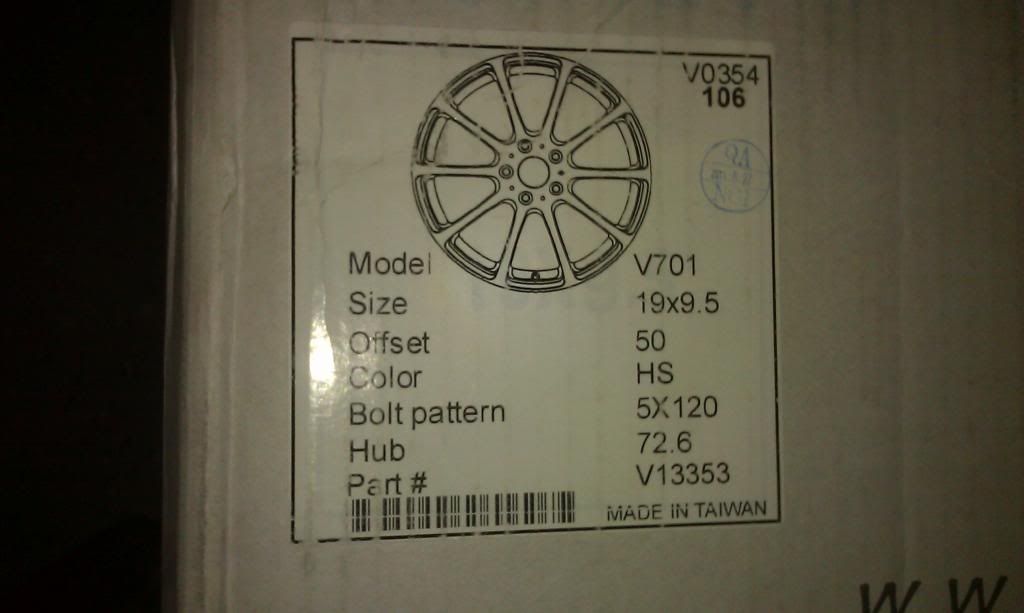 V0354
106
QA
Model V701
Size 19x9.5
Offset 50
Color HS
Bolt pattern 5X120
Hub 72.6
Part # V13353
MADE IN TAIWAN
W.W